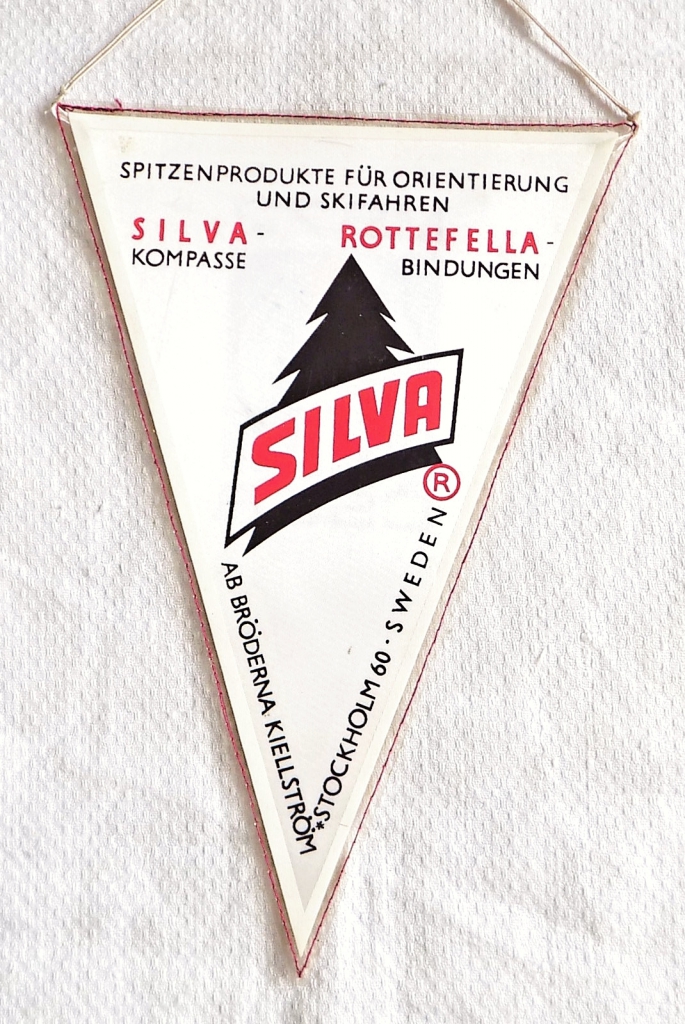 SPITZENPRODUKTE FÜR ORIENTIERUNG
UND SKIFAHREN
SILVA-
KOMPASSE
ROTTEFELLA-
BINDUNGEN
SILVA
®
AB BRÖDERNA KIELLSTRÖM
*STOCKHOLM 60 · SWEDEN